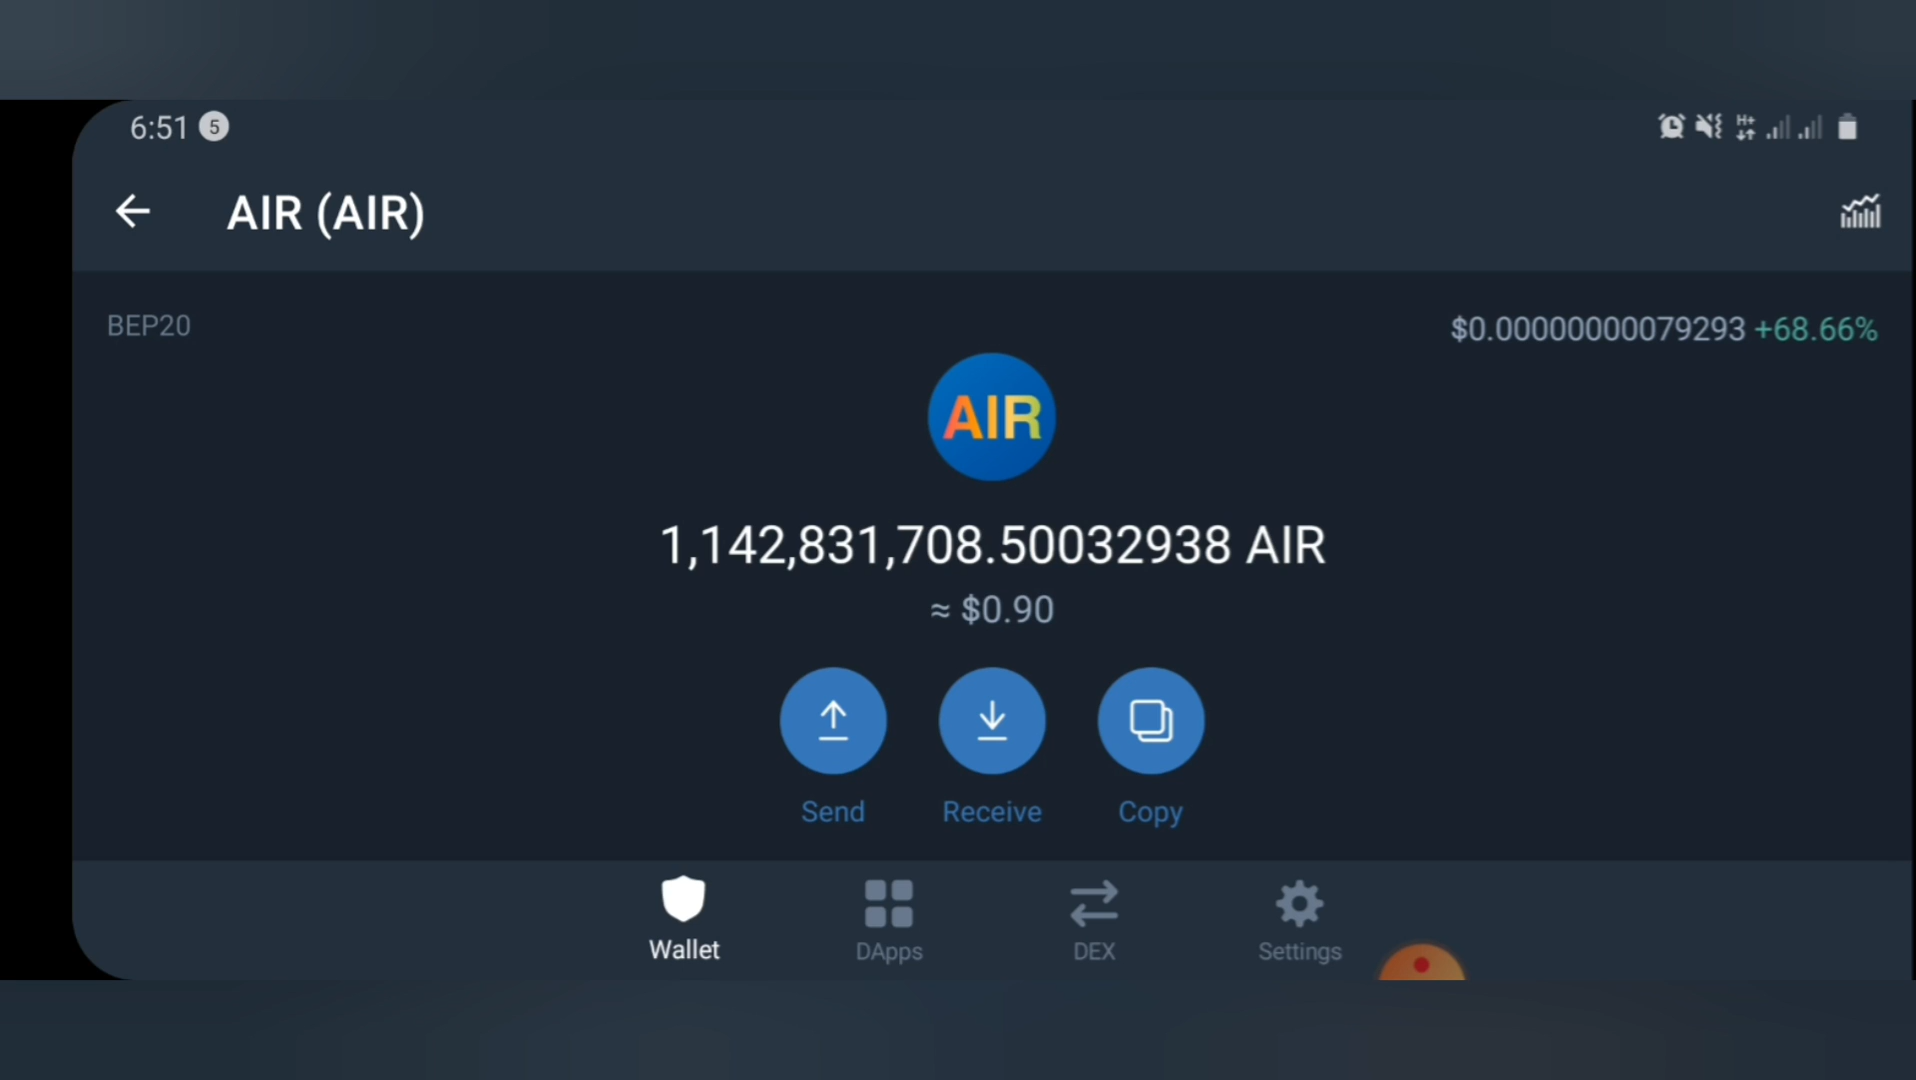 6:51 5
H+
AIR (AIR)
BEP20
$0.00000000079293 +68.66%
AIR
1,142,831,708.50032938 AIR
≈ $0.90
Send Receive Copy
Wallet DApps DEX Settings